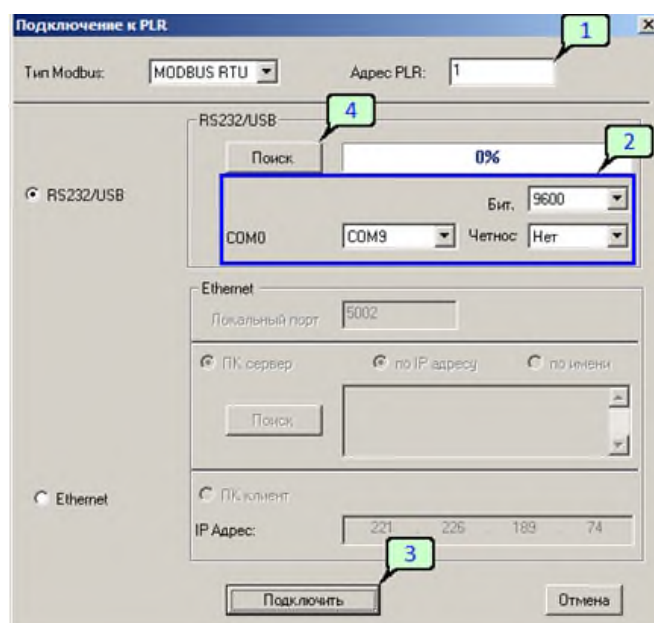 Подключение к PLR
1
Тип Modbus: MODBUS RTU Адрес PLR: 1
RS232/USB
4
Поиск 0%
2
RS232/USB
Бит, 9600
COM0 COM9 Четнос Нет
Ethernet
Локальный порт 5002
ПК сервер по IP адресу по имени
Поиск
Ethernet
ПК клиент
IP Адрес: 221 226 189 74
3
Подключить Отмена